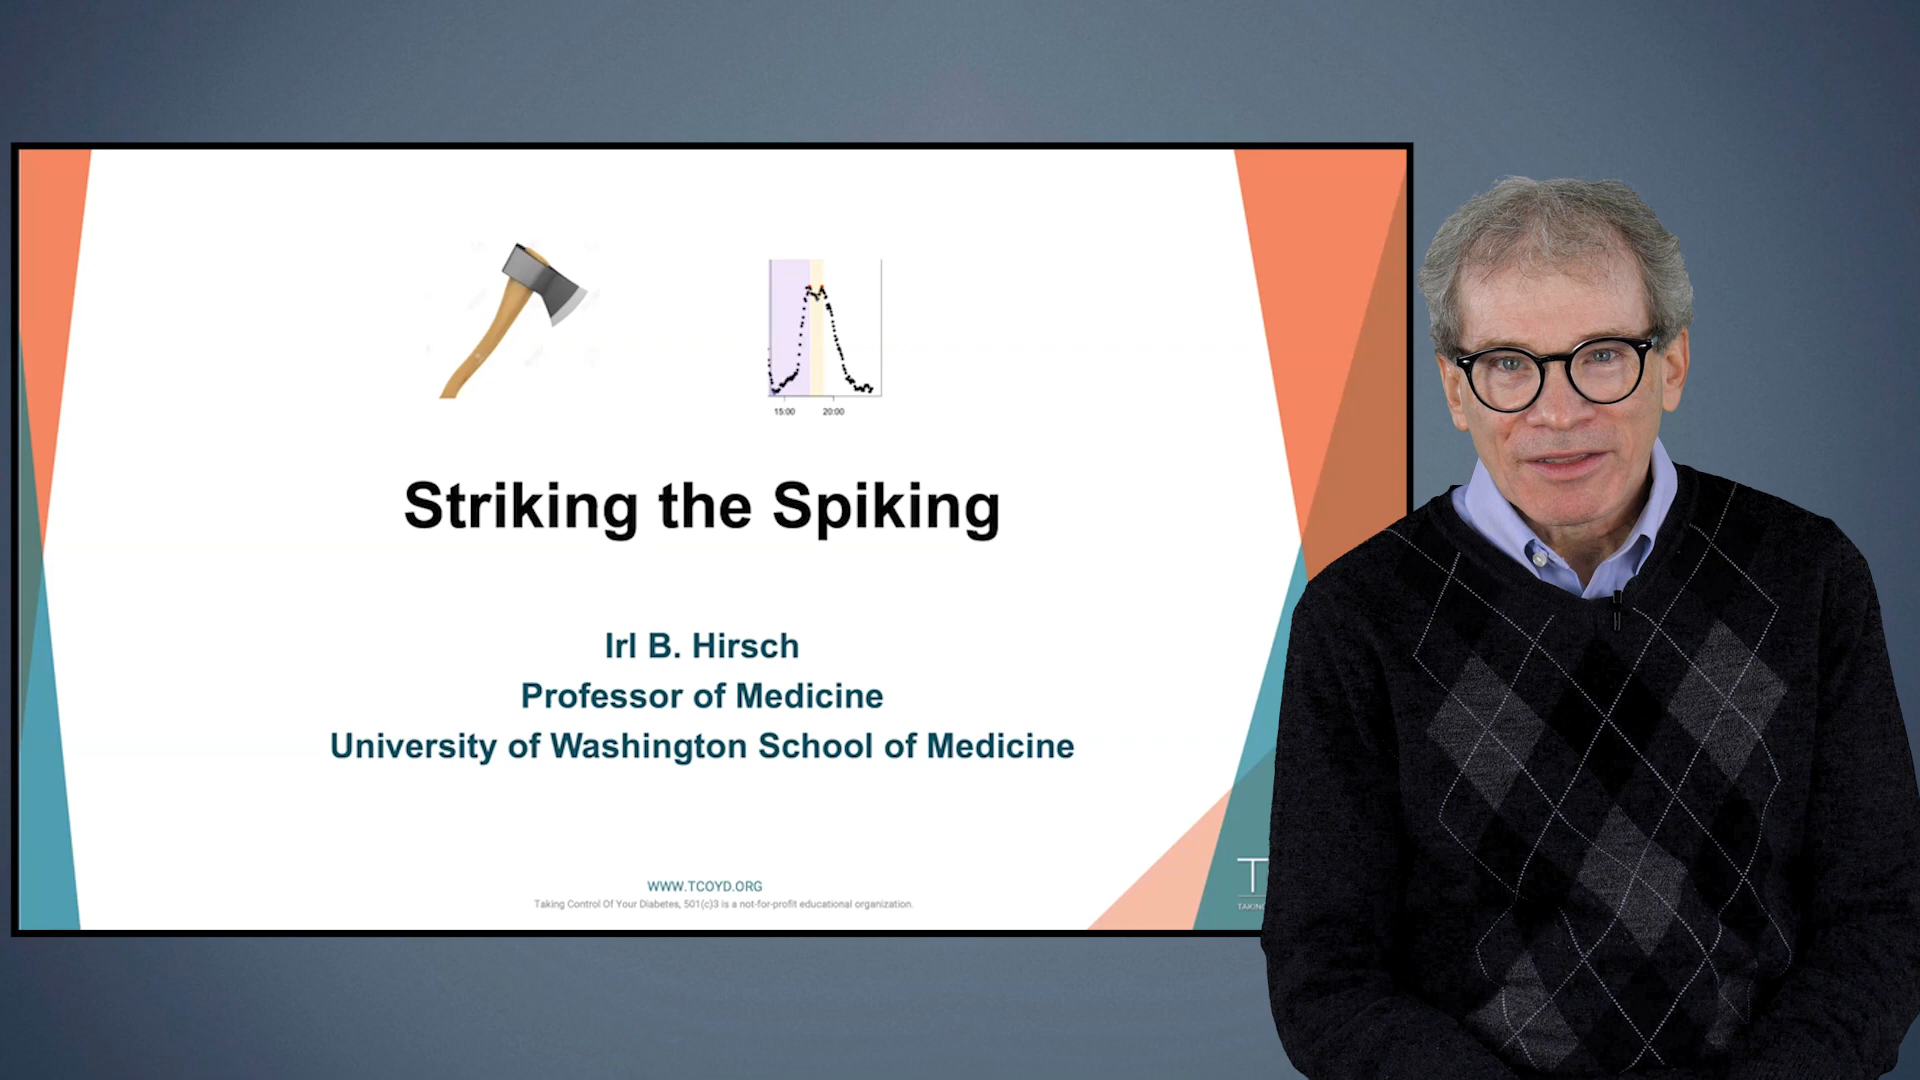 15:00 20:00
Striking the Spiking
Irl B. Hirsch
Professor of Medicine
University of Washington School of Medicine
WWW.TCOYD.ORG
Taking Control Of Your Diabetes, 501(c)3 is a not-for-profit educational organization.